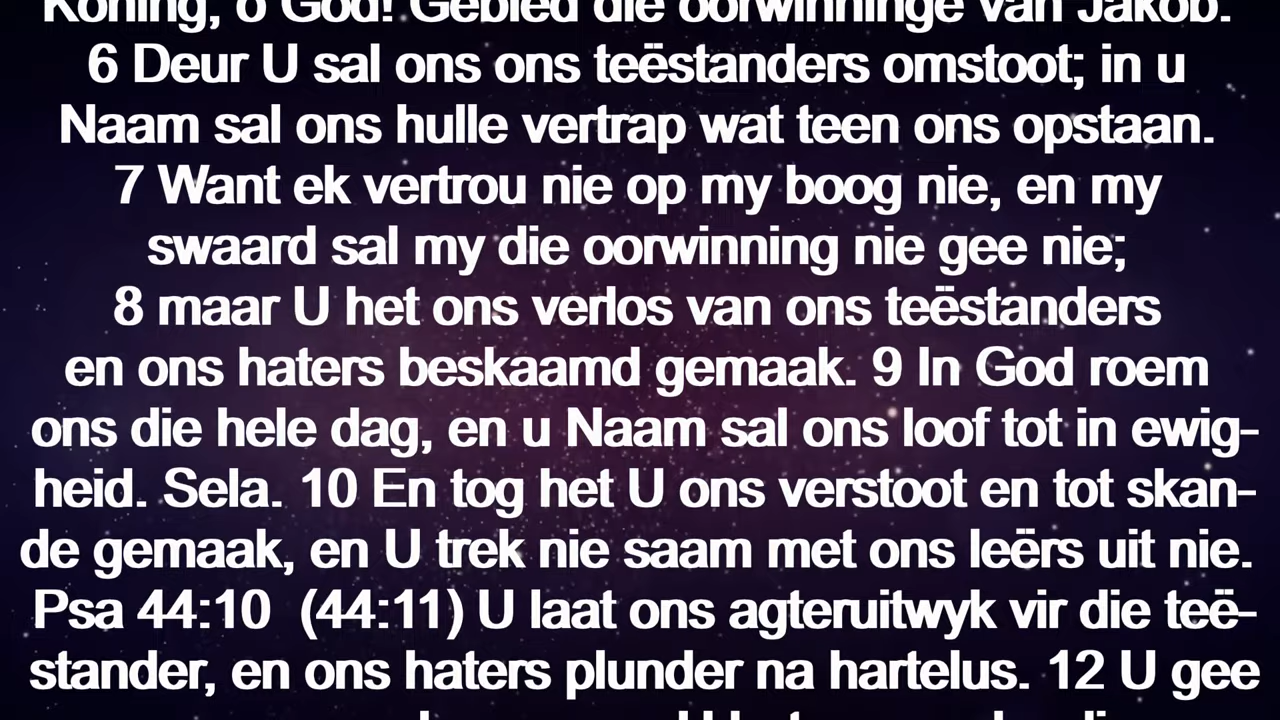 Koning, o God! Gebied die oorwinninge van Jakob.
6 Deur U sal ons ons teëstanders omstoot; in u
Naam sal ons hulle vertrap wat teen ons opstaan.
7 Want ek vertrou nie op my boog nie, en my
swaard sal my die oorwinning nie gee nie;
8 maar U het ons verlos van ons teëstanders
en ons haters beskaamd gemaak. 9 In God roem
ons die hele dag, en u Naam sal ons loof tot in ewig-
heid. Sela. 10 En tog het U ons verstoot en tot skan-
de gemaak, en U trek nie saam met ons leërs uit nie.
Psa 44:10 (44:11) U laat ons agteruitwyk vir die teë-
stander, en ons haters plunder na hartelus. 12 U gee